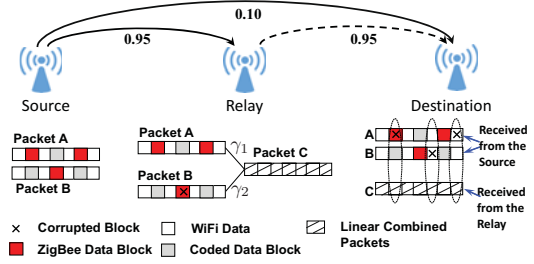 0.10
0.95
0.95
Source
Relay
Destination
Packet A
Packet B
Packet A
γ1
Packet C
Packet B
γ2
A
B
C
Received
from the
Source
Received
from the
Relay
× Corrupted Block
WiFi Data
Linear Combined
Packets
ZigBee Data Block
Coded Data Block